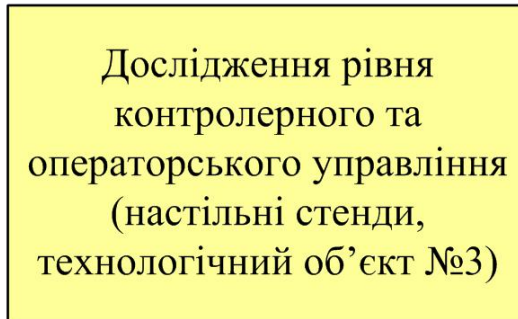 Дослідження рівня
контролерного та
операторського управління
(настільні стенди,
технологічний об’єкт №3)